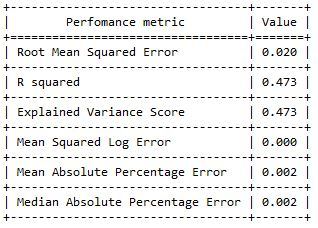 Perfomance metric | Value
Root Mean Squared Error | 0.020
R squared | 0.473
Explained Variance Score | 0.473
Mean Squared Log Error | 0.000
Mean Absolute Percentage Error | 0.002
Median Absolute Percentage Error | 0.002